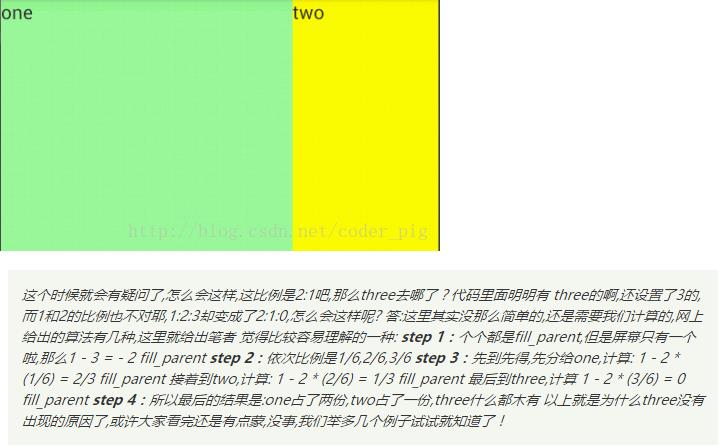 one two
http://blog.csdn.net/coder_pig
这个时候就会有疑问了,怎么会这样,这比例是2:1吧,那么three去哪了？代码里面明明有 three的啊,还设置了3的,
而1和2的比例也不对耶,1:2:3却变成了2:1:0,怎么会这样呢? 答:这里其实没那么简单的,还是需要我们计算的,网上
给出的算法有几种,这里就给出笔者 觉得比较容易理解的一种: step 1：个个都是fill_parent,但是屏幕只有一个
啦,那么1 - 3 = - 2 fill_parent step 2：依次比例是1/6,2/6,3/6 step 3：先到先得,先分给one,计算: 1 - 2 *
(1/6) = 2/3 fill_parent 接着到two,计算: 1 - 2 * (2/6) = 1/3 fill_parent 最后到three,计算 1 - 2 * (3/6) = 0
fill_parent step 4：所以最后的结果是:one占了两份,two占了一份,three什么都木有 以上就是为什么three没有
出现的原因了,或许大家看完还是有点蒙,没事,我们举多几个例子试试就知道了！